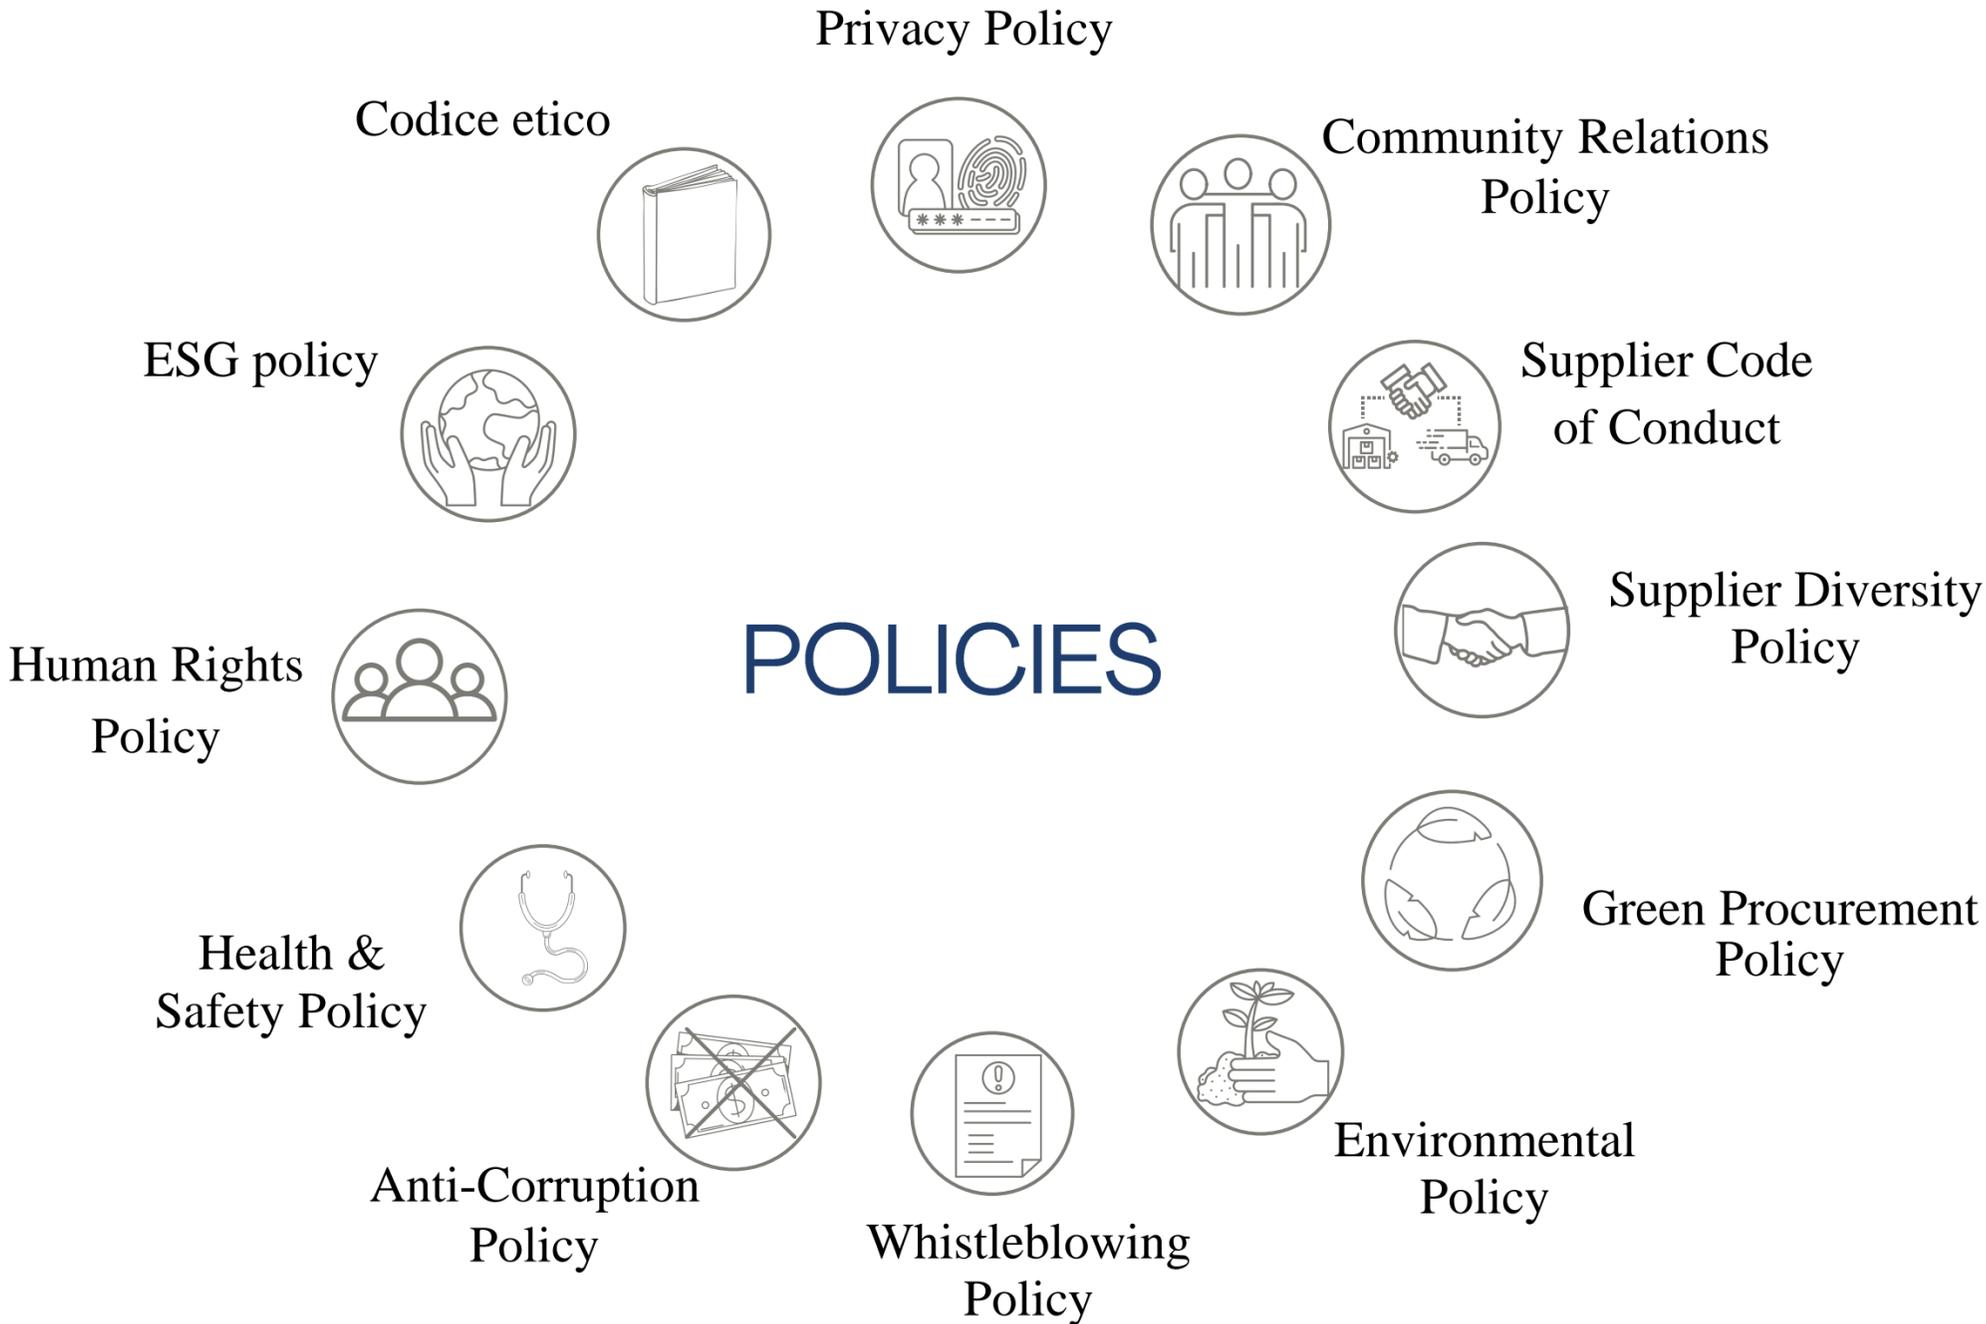 Privacy Policy
Codice etico
Community Relations
Policy
ESG policy
Supplier Code
of Conduct
Supplier Diversity
Policy
POLICIES
Human Rights
Policy
Green Procurement
Policy
Health &
Safety Policy
Environmental
Policy
Anti-Corruption
Policy
Whistleblowing
Policy